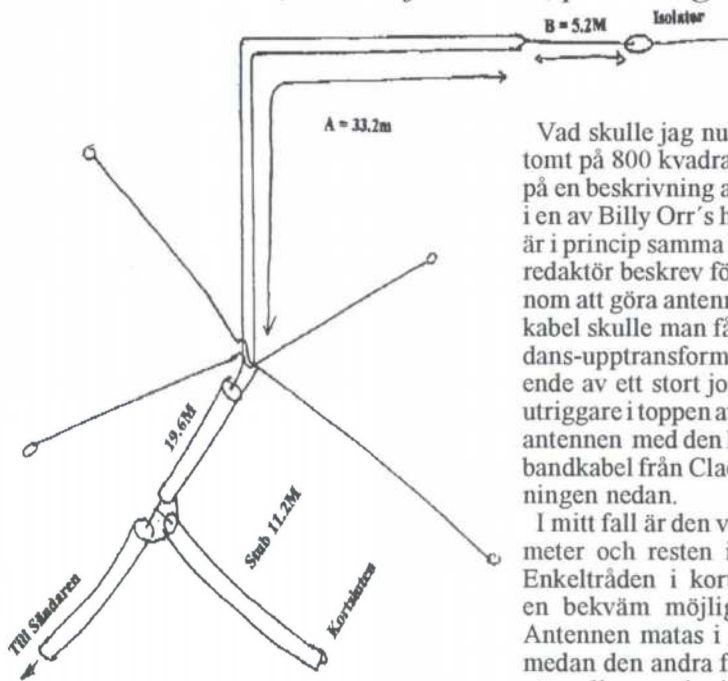 B = 5.2M
Isolator
A = 33.2m
19.6M
Stub 11.2M
Till Sändaren
Kortsluten
Vad skulle jag nu
tomt på 800 kvadra
på en beskrivning a
i en av Billy Orr´s h
är i princip samma
redaktör beskrev fö
nom att göra antenn
kabel skulle man få
dans-upptransform
ende av ett stort jo
utriggare i toppen a
antennen med den
bandkabel från Cla
ningen nedan.
I mitt fall är den v
meter och resten i
Enkeltråden i kor
en bekväm möjlig
Antennen matas i
medan den andra f